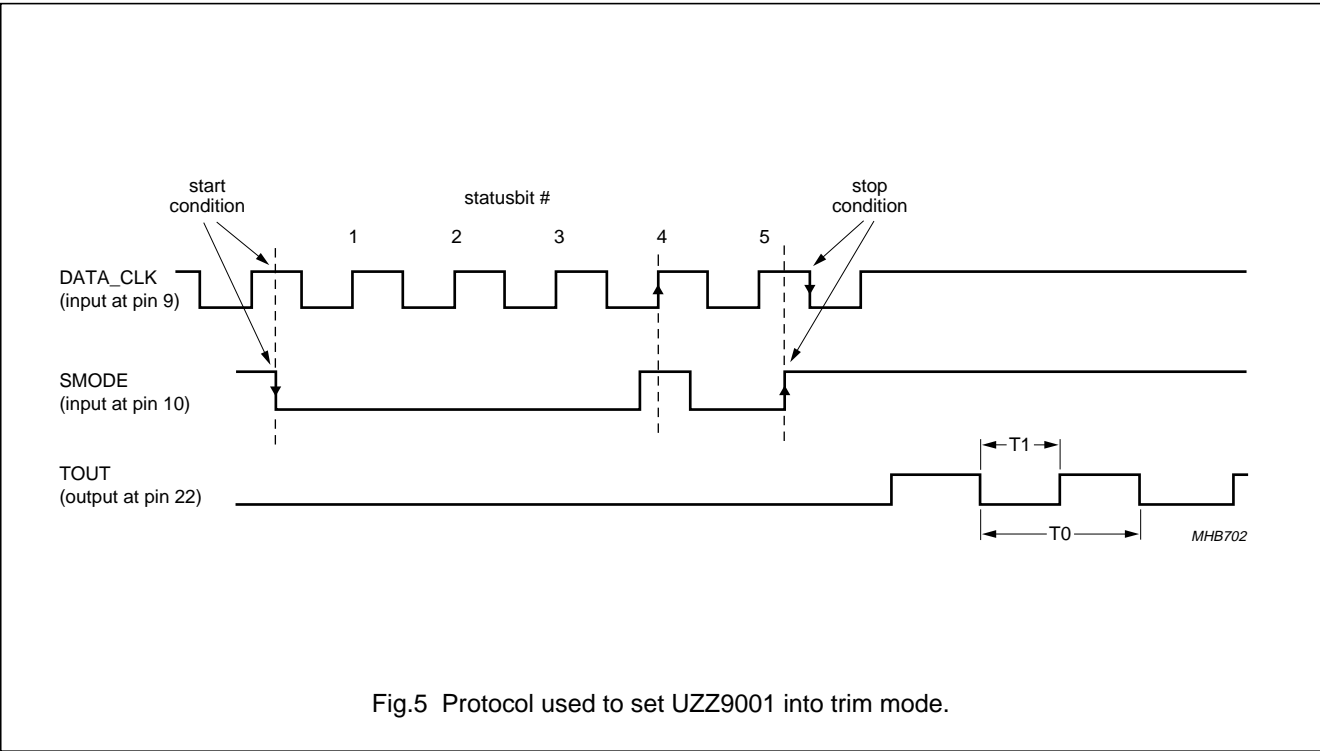 start
condition
statusbit #
stop
condition
1 2 3 4 5
DATA_CLK
(input at pin 9)
SMODE
(input at pin 10)
T1
TOUT
(output at pin 22)
T0
MHB702
Fig.5 Protocol used to set UZZ9001 into trim mode.